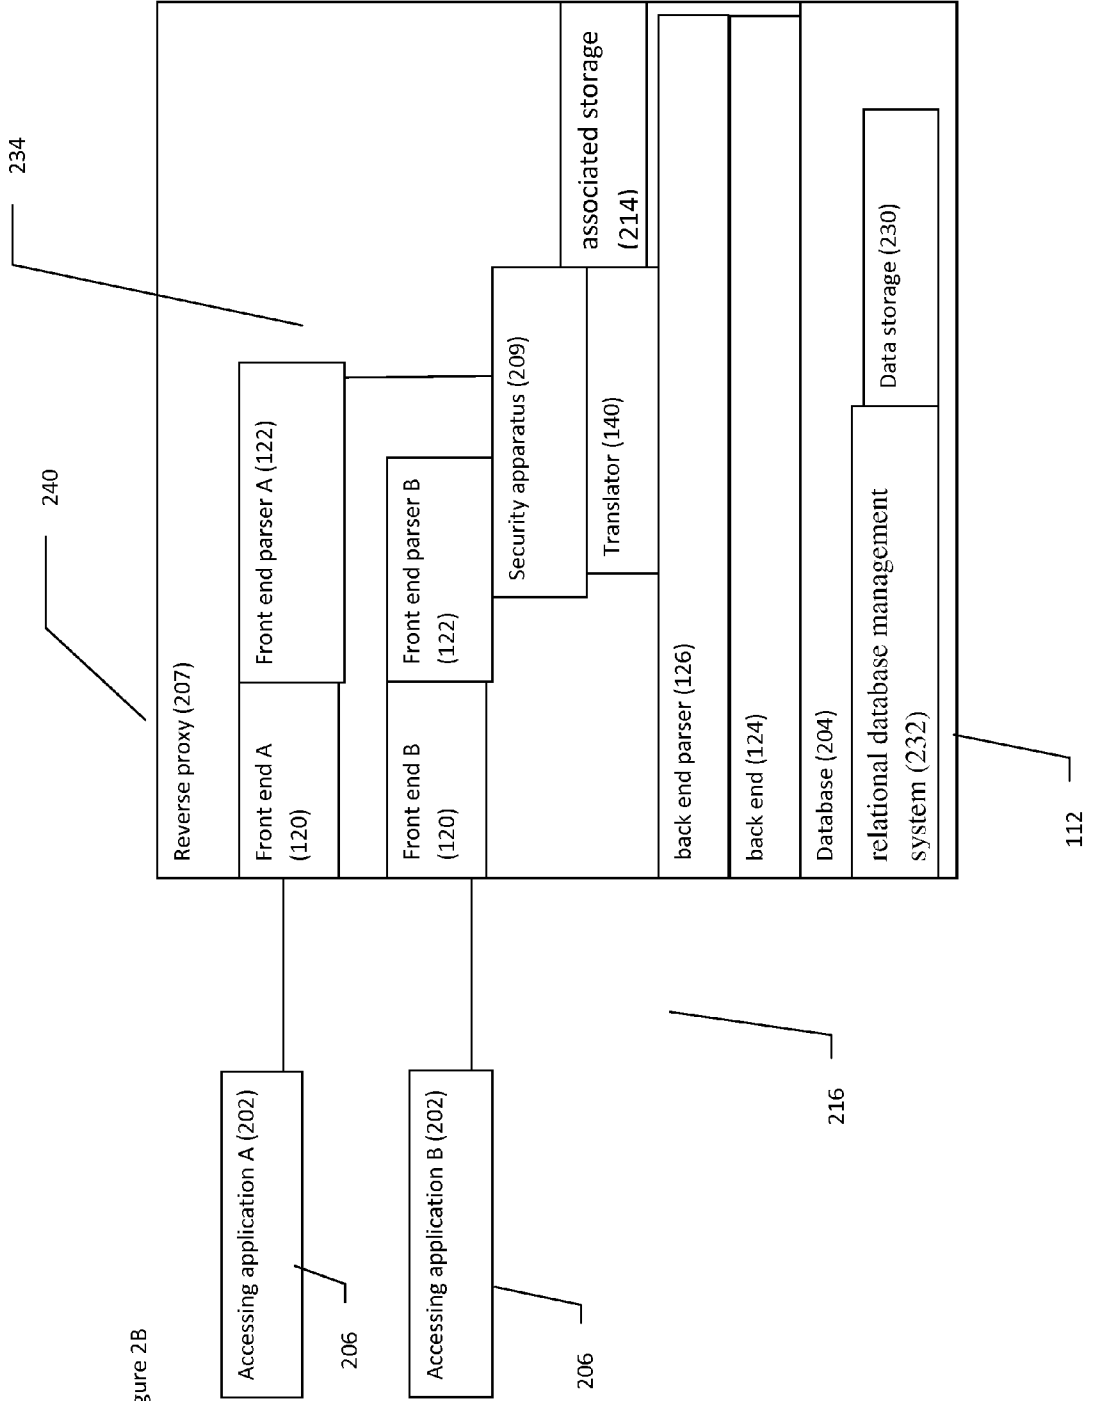 gure 2B
Accessing application A (202)
206
Accessing application B (202)
206
216
240
234
Reverse proxy (207)
Front end A
(120)
Front end parser A (122)
Front end B
(120)
Front end parser B
(122)
Security apparatus (209)
Translator (140)
associated storage
(214)
back end parser (126)
back end (124)
Database (204)
relational database management
system (232)
Data storage (230)
112